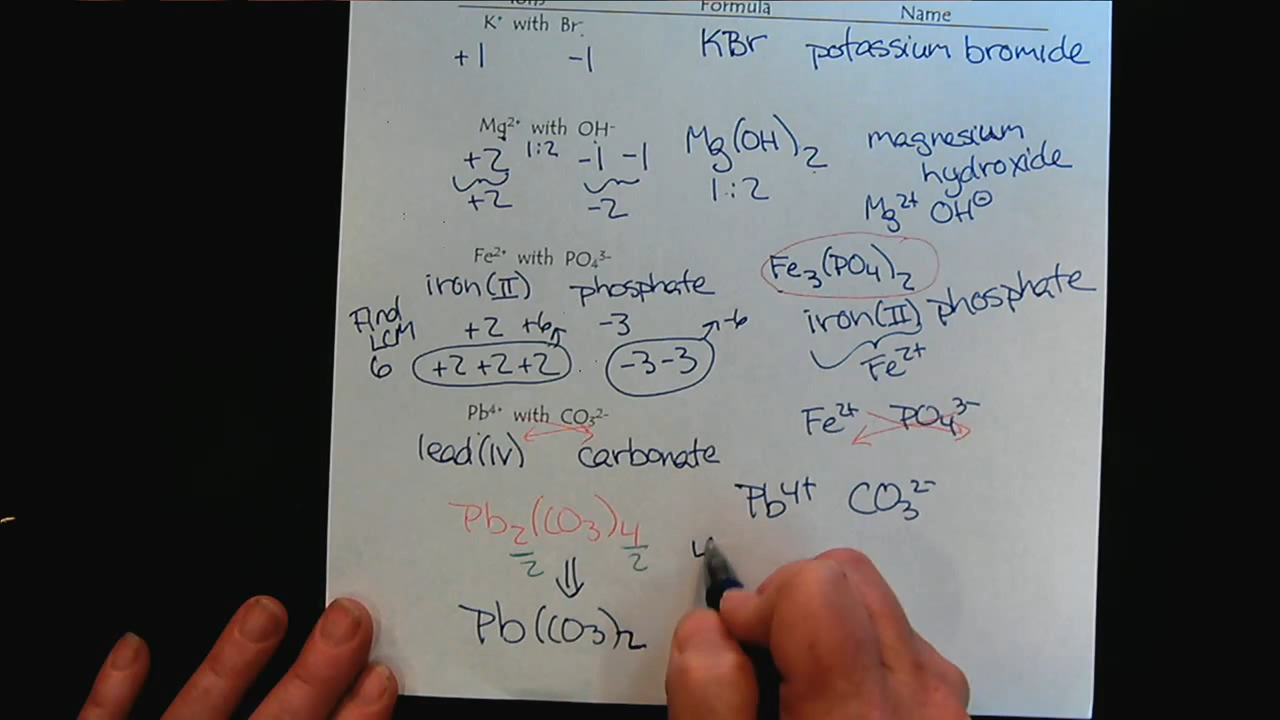 Ions Formula Name
K⁺ with Br⁻ KBr potassium bromide
+1 -1
Mg²⁺ with OH⁻ Mg(OH)₂ magnesium
+2 1:2 -1 -1 1:2 hydroxide
+2 -2 Mg²⁺ OH⊖
Fe²⁺ with PO₄³⁻ Fe₃(PO₄)₂
iron(II) phosphate iron(II) phosphate
Find +2 +6 -3 -6
LCM Fe²⁺
6 +2 +2 +2 -3 -3
Pb⁴⁺ with CO₃²⁻ Fe²⁺ PO₄³⁻
lead(IV) carbonate
Pb⁴⁺ CO₃²⁻
Pb₂(CO₃)₄ 4
2 2
⇓
Pb(CO₃)₂